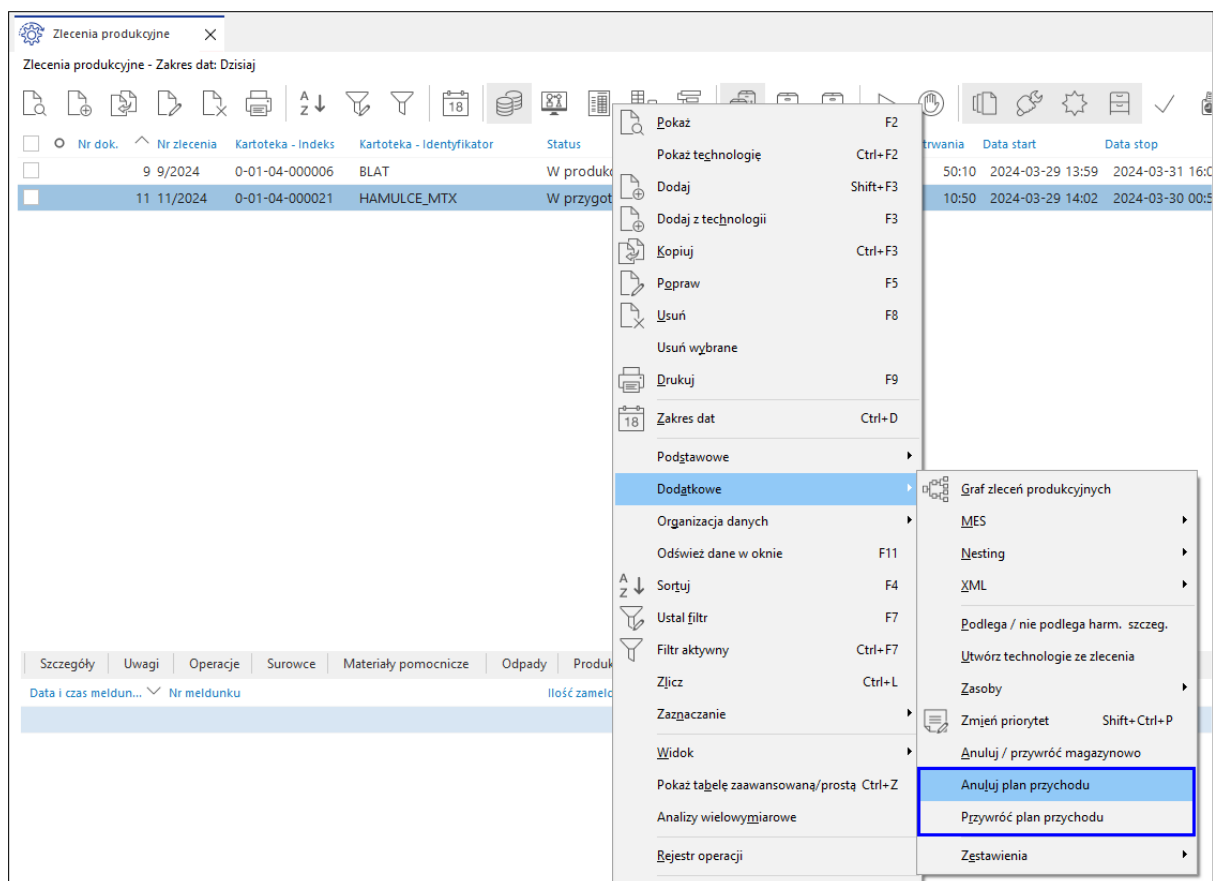 Zlecenia produkcyjne
Zlecenia produkcyjne - Zakres dat: Dzisiaj
A Z
18
Nr dok. Nr zlecenia Kartoteka - Indeks Kartoteka - Identyfikator Status trwania Data start Data stop
9 9/2024 0-01-04-000006 BLAT W produkc 50:10 2024-03-29 13:59 2024-03-31 16:0
11 11/2024 0-01-04-000021 HAMULCE_MTX W przygot 10:50 2024-03-29 14:02 2024-03-30 00:5
Pokaż F2
Pokaż technologię Ctrl+F2
Dodaj Shift+F3
Dodaj z technologii F3
Kopiuj Ctrl+F3
Popraw F5
Usuń F8
Usuń wybrane
Drukuj F9
18 Zakres dat Ctrl+D
Podstawowe
Dodatkowe
Organizacja danych
Odśwież dane w oknie F11
A Z Sortuj F4
Ustal filtr F7
Filtr aktywny Ctrl+F7
Zlicz Ctrl+L
Zaznaczanie
Widok
Pokaż tabelę zaawansowaną/prostą Ctrl+Z
Analizy wielowymiarowe
Rejestr operacji
Graf zleceń produkcyjnych
MES
Nesting
XML
Podlega / nie podlega harm. szczeg.
Utwórz technologie ze zlecenia
Zasoby
Zmień priorytet Shift+Ctrl+P
Anuluj / przywróć magazynowo
Anuluj plan przychodu
Przywróć plan przychodu
Zestawienia
Szczegóły Uwagi Operacje Surowce Materiały pomocnicze Odpady Produk
Data i czas meldun... Nr meldunku Ilość zameld